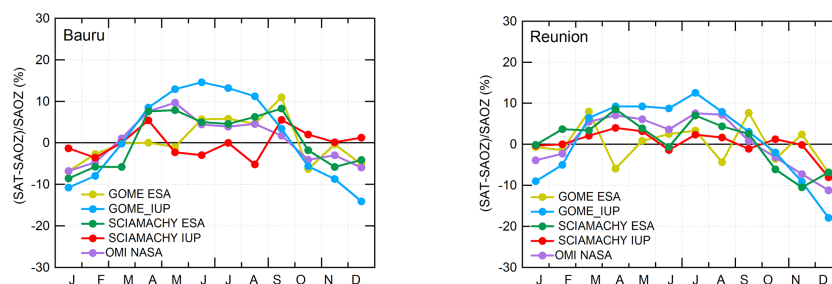 Bauru
(SAT-SAOZ)/SAOZ (%)
30
20
10
0
-10
-20
-30
GOME ESA
GOME_IUP
SCIAMACHY ESA
SCIAMACHY IUP
OMI NASA
J F M A M J J A S O N D
Reunion
(SAT-SAOZ)/SAOZ (%)
30
20
10
0
-10
-20
-30
GOME ESA
GOME_IUP
SCIAMACHY ESA
SCIAMACHY IUP
OMI NASA
J F M A M J J A S O N D